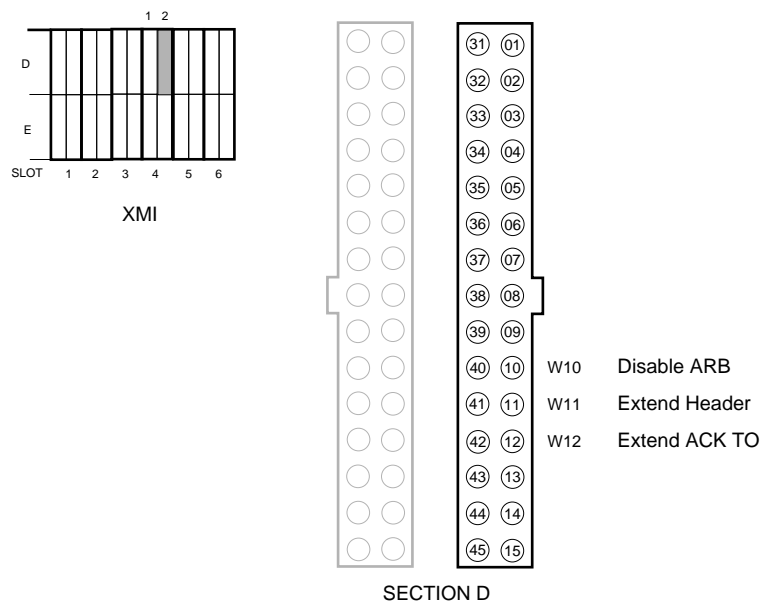 1 2
D
E
SLOT 1 2 3 4 5 6
XMI
31 01
32 02
33 03
34 04
35 05
36 06
37 07
38 08
39 09
40 10 W10 Disable ARB
41 11 W11 Extend Header
42 12 W12 Extend ACK TO
43 13
44 14
45 15
SECTION D